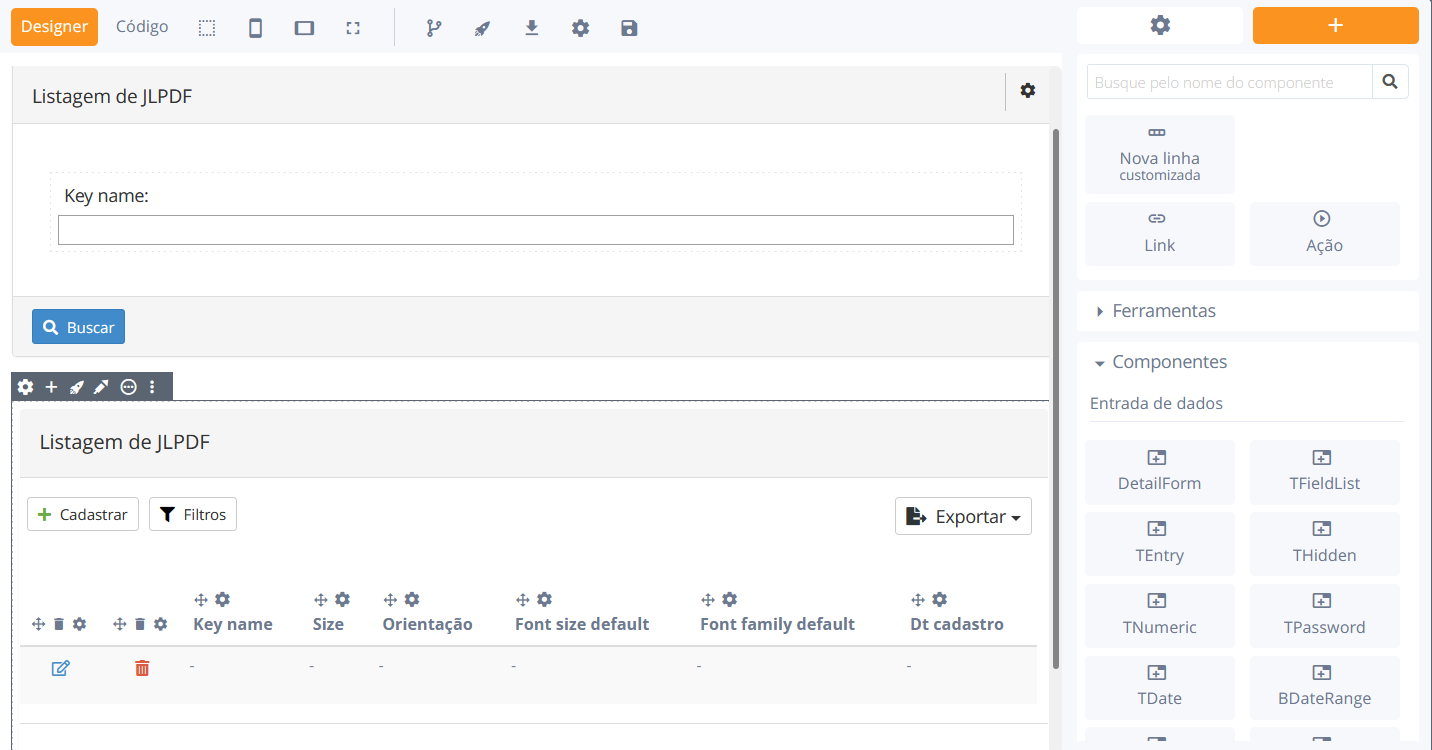 Designer
Código
Listagem de JLPDF
Key name:
Buscar
Listagem de JLPDF
Cadastrar
Filtros
Exportar
Key name
Size
Orientação
Font size default
Font family default
Dt cadastro
- - - - - -
Busque pelo nome do componente
Nova linha
customizada
Link
Ação
Ferramentas
Componentes
Entrada de dados
DetailForm
TFieldList
TEntry
THidden
TNumeric
TPassword
TDate
BDateRange